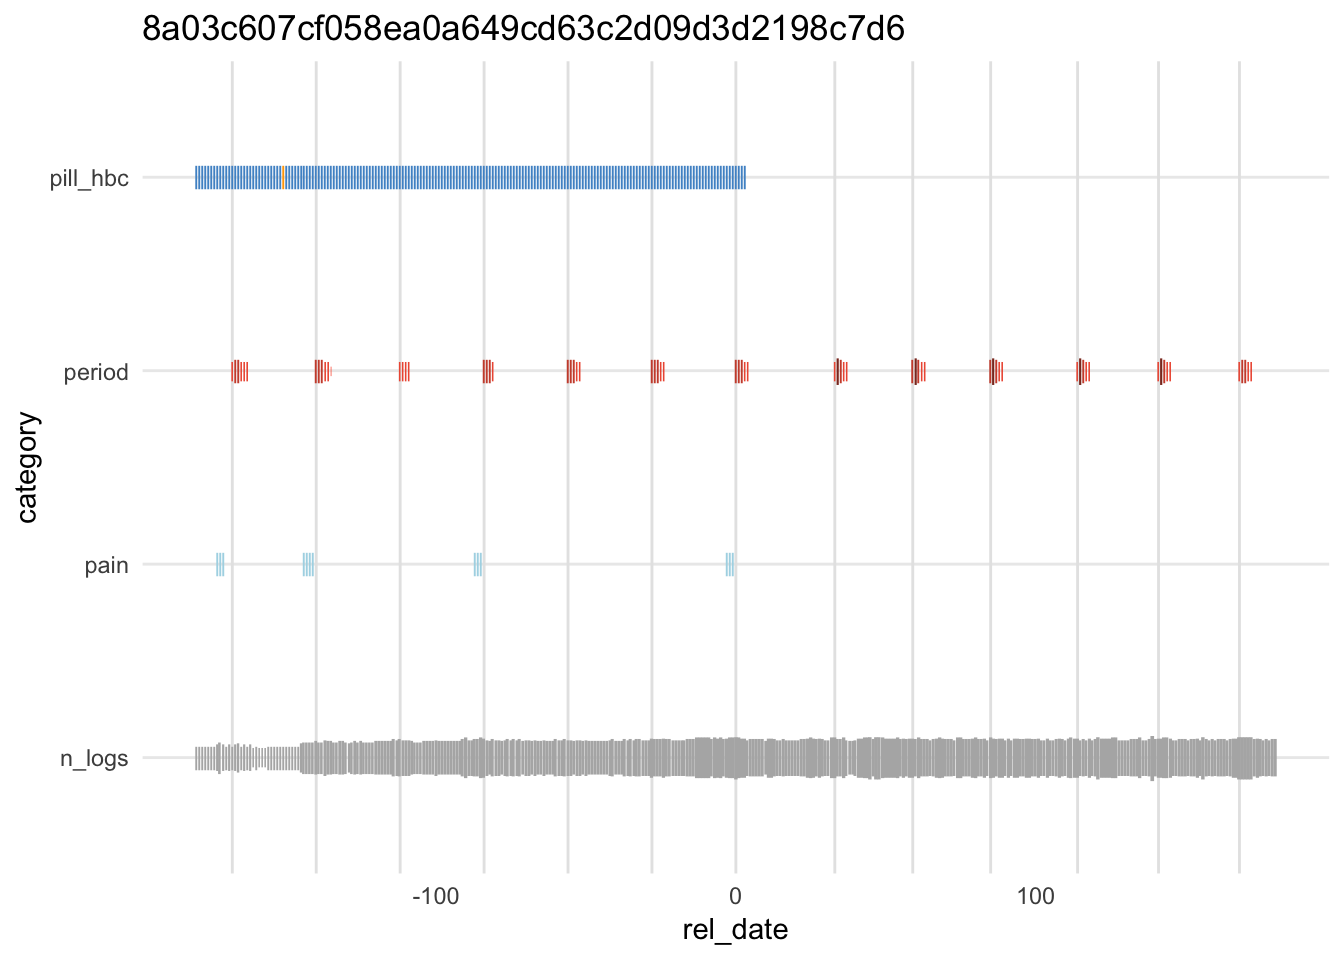 8a03c607cf058ea0a649cd63c2d09d3d2198c7d6
category
pill_hbc
period
pain
n_logs
-100 0 100
rel_date